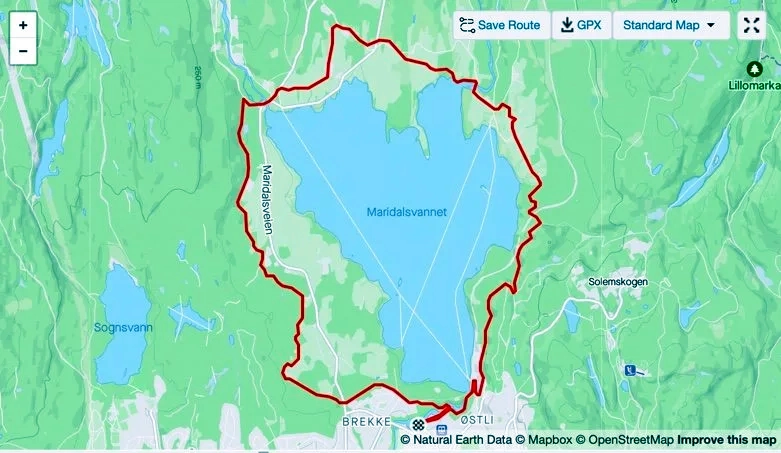 +
−
Save Route
GPX
Standard Map
250 m
Lillomarka
Maridalsveien
Maridalsvannet
Solemskogen
Sognsvann
BREKKE
ØSTLI
© Natural Earth Data © Mapbox © OpenStreetMap Improve this map